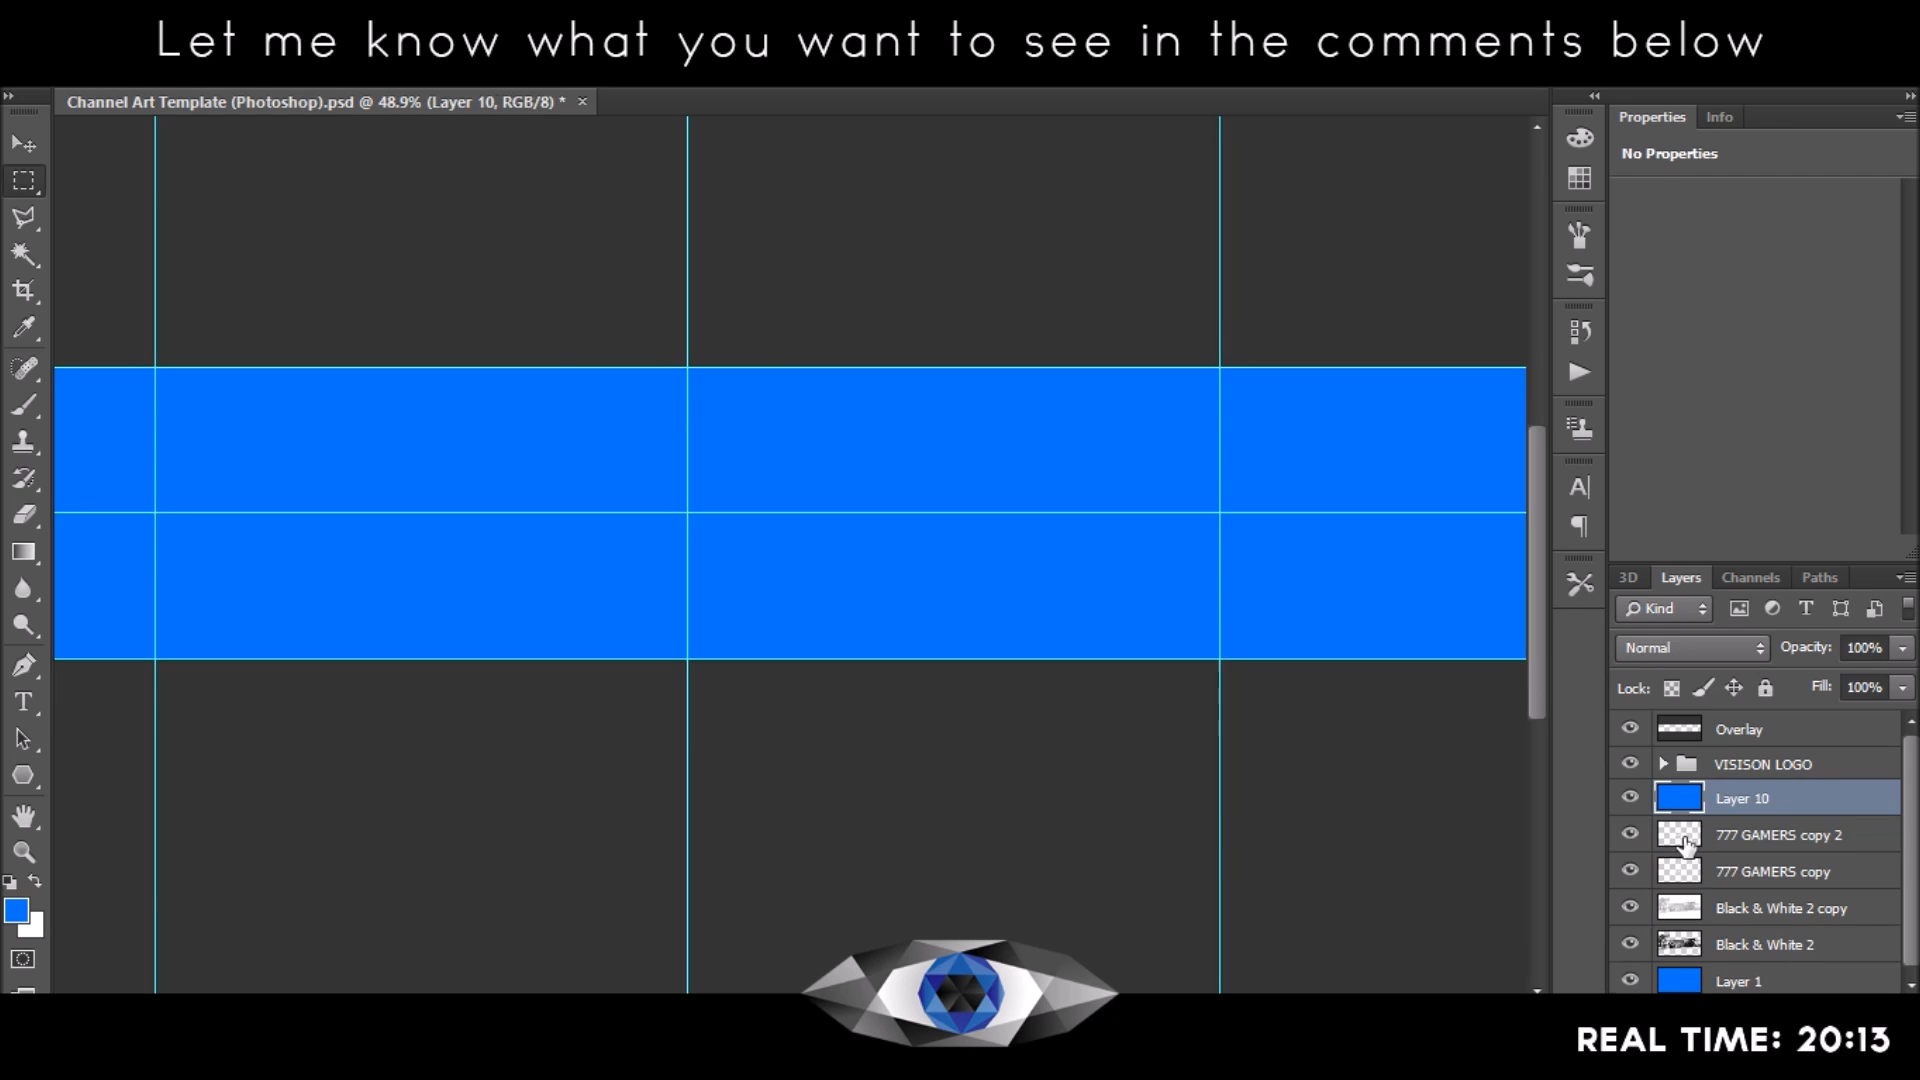 Let me know what you want to see in the comments below
Channel Art Template (Photoshop).psd @ 48.9% (Layer 10, RGB/8) * ×
Properties Info
No Properties
3D Layers Channels Paths
Kind
Normal Opacity: 100%
Lock: Fill: 100%
Overlay
VISISON LOGO
Layer 10
777 GAMERS copy 2
777 GAMERS copy
Black & White 2 copy
Black & White 2
Layer 1
REAL TIME: 20:13